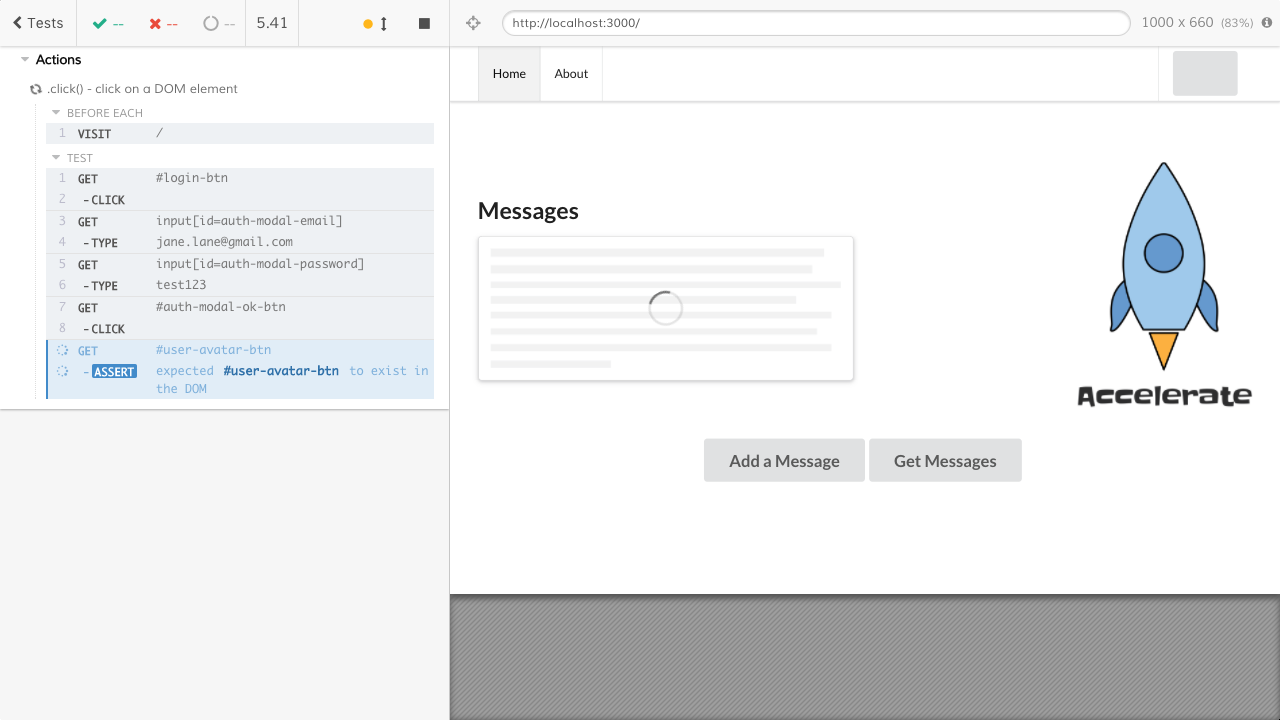 Tests
--
--
--
5.41
http://localhost:3000/
1000 x 660 (83%)
Actions
.click() - click on a DOM element
BEFORE EACH
1 VISIT /
TEST
1 GET #login-btn
2 -CLICK
3 GET input[id=auth-modal-email]
4 -TYPE jane.lane@gmail.com
5 GET input[id=auth-modal-password]
6 -TYPE test123
7 GET #auth-modal-ok-btn
8 -CLICK
GET #user-avatar-btn
-ASSERT expected #user-avatar-btn to exist in
the DOM
Home
About
Messages
Accelerate
Add a Message
Get Messages